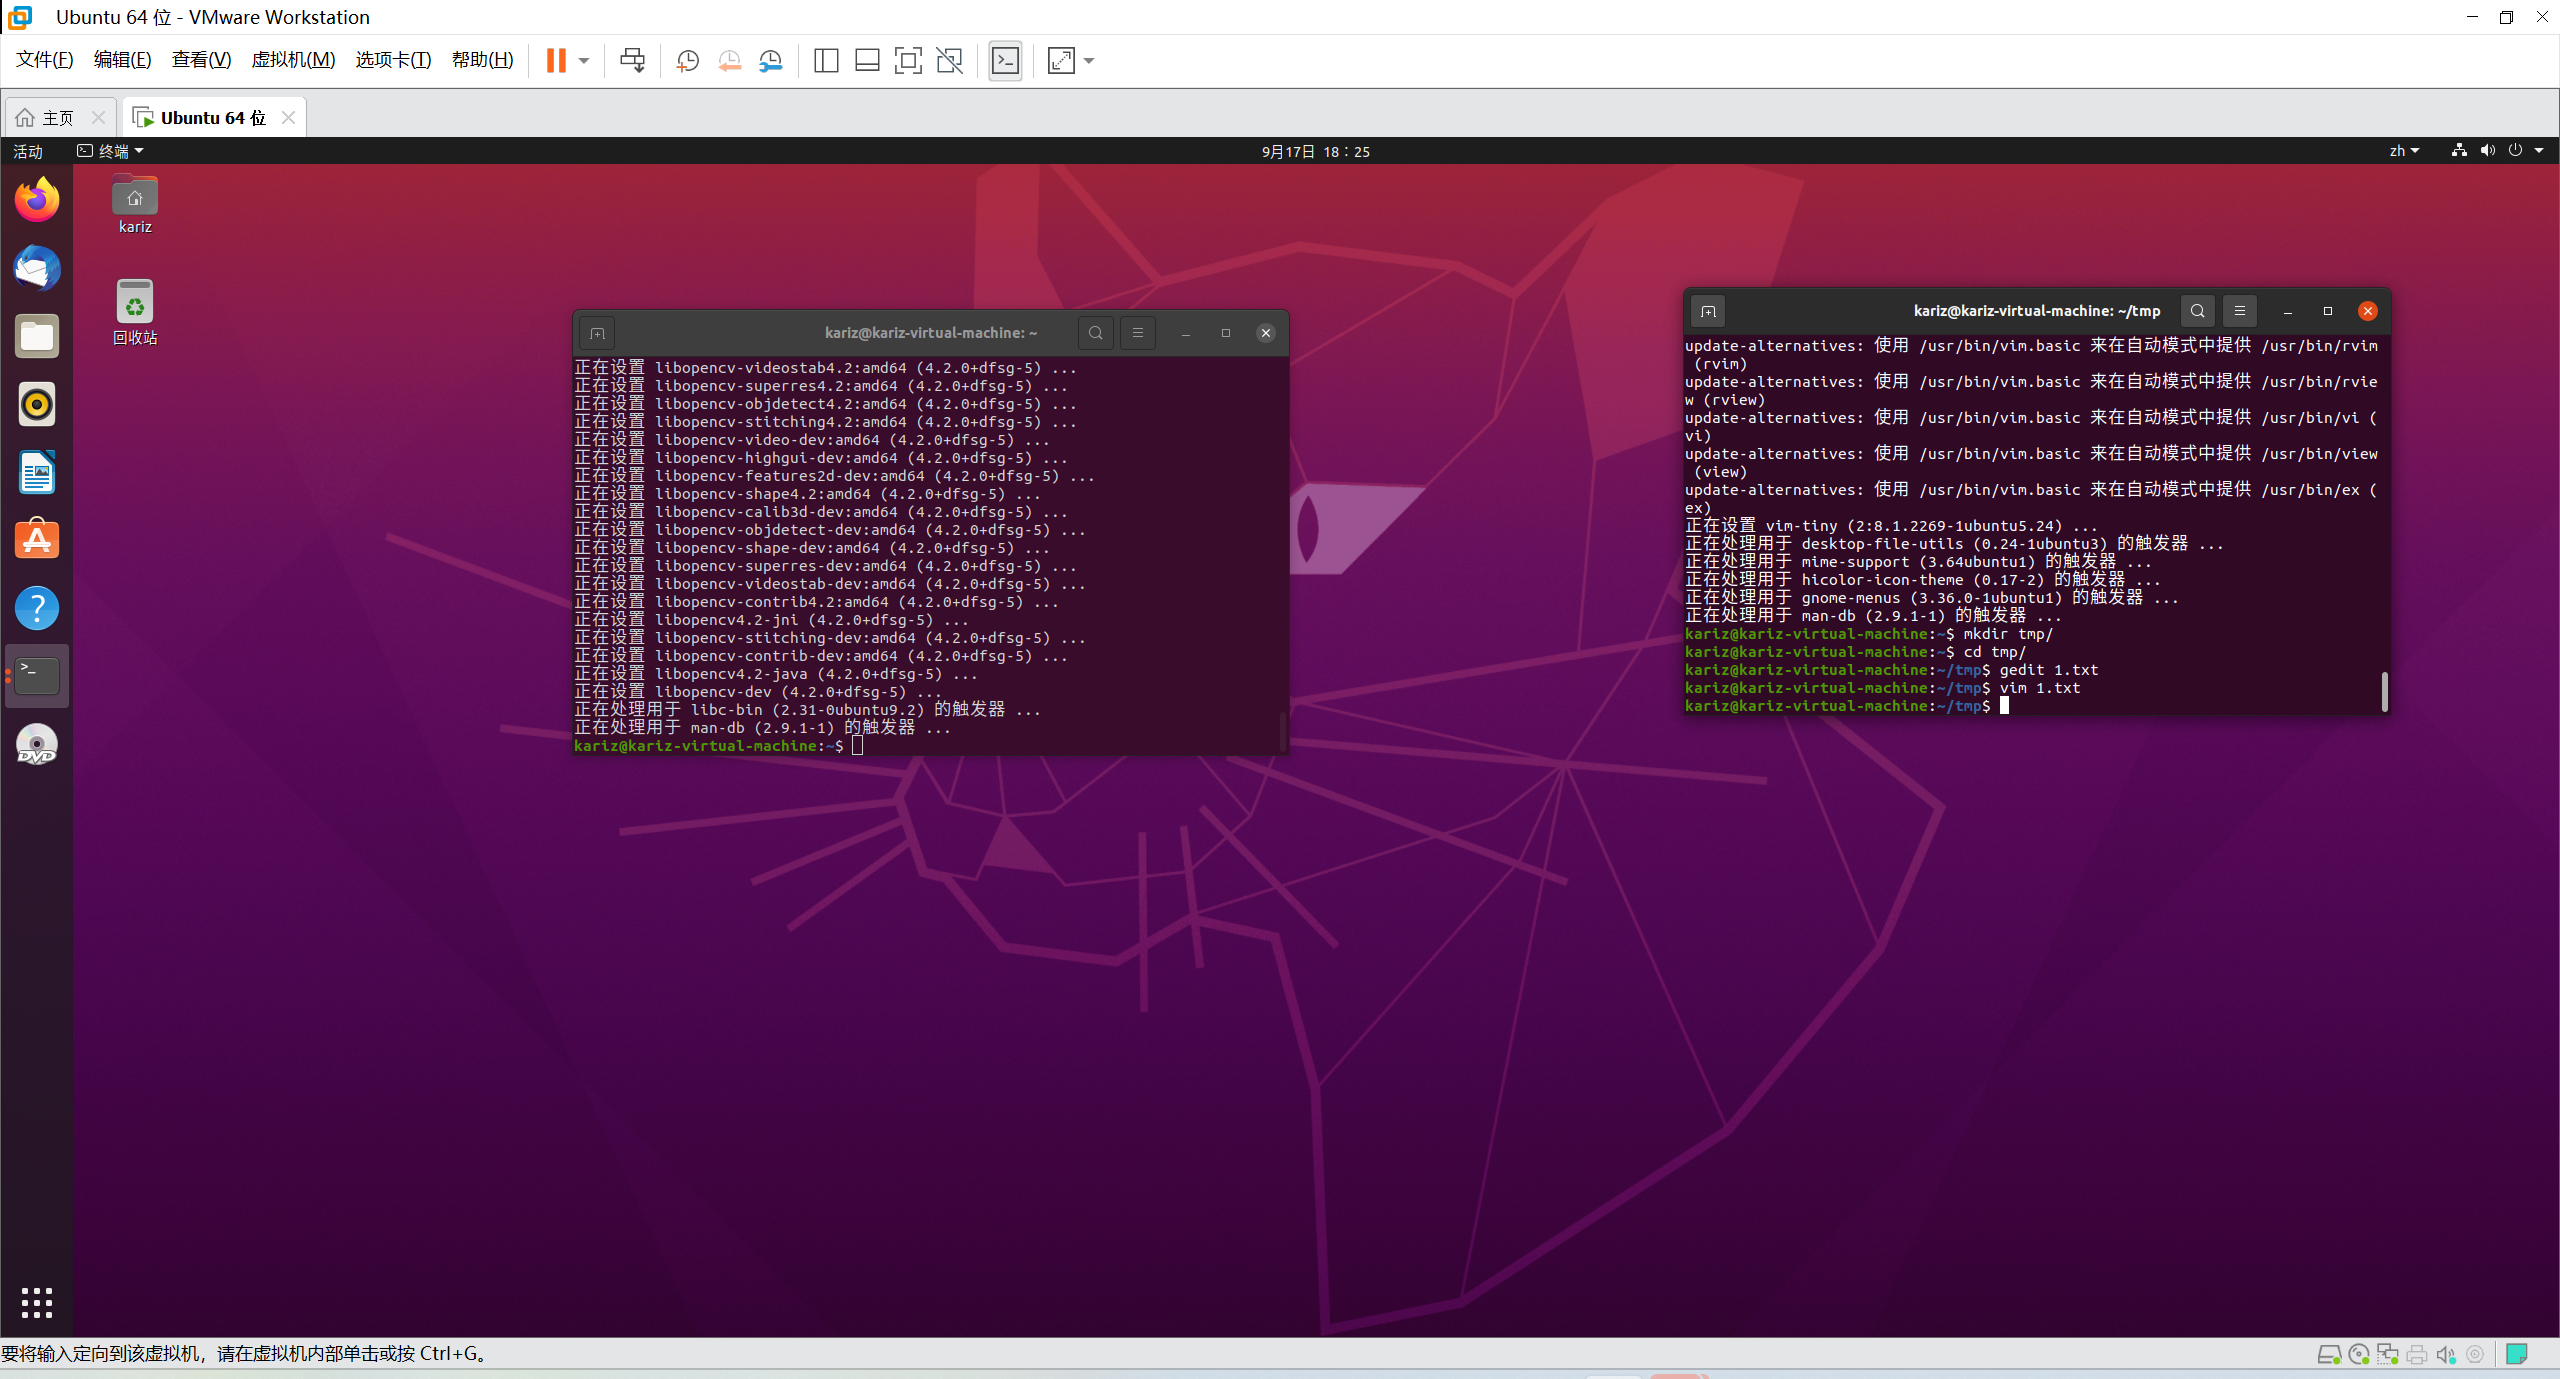 Ubuntu 64 位 - VMware Workstation
文件(F) 编辑(E) 查看(V) 虚拟机(M) 选项卡(T) 帮助(H)
主页
Ubuntu 64 位
活动
终端
9月17日 18：25
zh
kariz
回收站
DVD
kariz@kariz-virtual-machine: ~
正在设置 libopencv-videostab4.2:amd64 (4.2.0+dfsg-5) ...
正在设置 libopencv-superres4.2:amd64 (4.2.0+dfsg-5) ...
正在设置 libopencv-objdetect4.2:amd64 (4.2.0+dfsg-5) ...
正在设置 libopencv-stitching4.2:amd64 (4.2.0+dfsg-5) ...
正在设置 libopencv-video-dev:amd64 (4.2.0+dfsg-5) ...
正在设置 libopencv-highgui-dev:amd64 (4.2.0+dfsg-5) ...
正在设置 libopencv-features2d-dev:amd64 (4.2.0+dfsg-5) ...
正在设置 libopencv-shape4.2:amd64 (4.2.0+dfsg-5) ...
正在设置 libopencv-calib3d-dev:amd64 (4.2.0+dfsg-5) ...
正在设置 libopencv-objdetect-dev:amd64 (4.2.0+dfsg-5) ...
正在设置 libopencv-shape-dev:amd64 (4.2.0+dfsg-5) ...
正在设置 libopencv-superres-dev:amd64 (4.2.0+dfsg-5) ...
正在设置 libopencv-videostab-dev:amd64 (4.2.0+dfsg-5) ...
正在设置 libopencv-contrib4.2:amd64 (4.2.0+dfsg-5) ...
正在设置 libopencv4.2-jni (4.2.0+dfsg-5) ...
正在设置 libopencv-stitching-dev:amd64 (4.2.0+dfsg-5) ...
正在设置 libopencv-contrib-dev:amd64 (4.2.0+dfsg-5) ...
正在设置 libopencv4.2-java (4.2.0+dfsg-5) ...
正在设置 libopencv-dev (4.2.0+dfsg-5) ...
正在处理用于 libc-bin (2.31-0ubuntu9.2) 的触发器 ...
正在处理用于 man-db (2.9.1-1) 的触发器 ...
kariz@kariz-virtual-machine:~$
kariz@kariz-virtual-machine: ~/tmp
update-alternatives: 使用 /usr/bin/vim.basic 来在自动模式中提供 /usr/bin/rvim
(rvim)
update-alternatives: 使用 /usr/bin/vim.basic 来在自动模式中提供 /usr/bin/rvie
w (rview)
update-alternatives: 使用 /usr/bin/vim.basic 来在自动模式中提供 /usr/bin/vi (
vi)
update-alternatives: 使用 /usr/bin/vim.basic 来在自动模式中提供 /usr/bin/view
(view)
update-alternatives: 使用 /usr/bin/vim.basic 来在自动模式中提供 /usr/bin/ex (
ex)
正在设置 vim-tiny (2:8.1.2269-1ubuntu5.24) ...
正在处理用于 desktop-file-utils (0.24-1ubuntu3) 的触发器 ...
正在处理用于 mime-support (3.64ubuntu1) 的触发器 ...
正在处理用于 hicolor-icon-theme (0.17-2) 的触发器 ...
正在处理用于 gnome-menus (3.36.0-1ubuntu1) 的触发器 ...
正在处理用于 man-db (2.9.1-1) 的触发器 ...
kariz@kariz-virtual-machine:~$ mkdir tmp/
kariz@kariz-virtual-machine:~$ cd tmp/
kariz@kariz-virtual-machine:~/tmp$ gedit 1.txt
kariz@kariz-virtual-machine:~/tmp$ vim 1.txt
kariz@kariz-virtual-machine:~/tmp$
要将输入定向到该虚拟机，请在虚拟机内部单击或按 Ctrl+G。